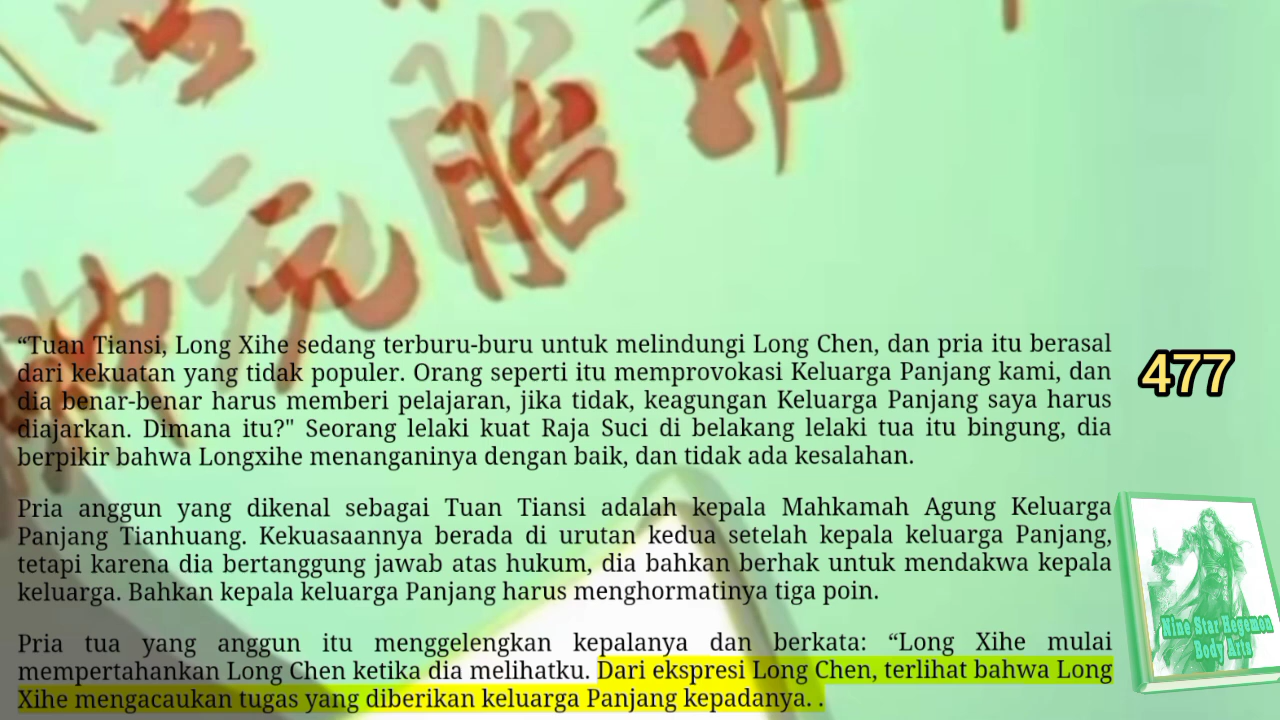 胎
“Tuan Tiansi, Long Xihe sedang terburu-buru untuk melindungi Long Chen, dan pria itu berasal
dari kekuatan yang tidak populer. Orang seperti itu memprovokasi Keluarga Panjang kami, dan
dia benar-benar harus memberi pelajaran, jika tidak, keagungan Keluarga Panjang saya harus
diajarkan. Dimana itu?" Seorang lelaki kuat Raja Suci di belakang lelaki tua itu bingung, dia
berpikir bahwa Longxihe menanganinya dengan baik, dan tidak ada kesalahan.
477
Pria anggun yang dikenal sebagai Tuan Tiansi adalah kepala Mahkamah Agung Keluarga
Panjang Tianhuang. Kekuasaannya berada di urutan kedua setelah kepala keluarga Panjang,
tetapi karena dia bertanggung jawab atas hukum, dia bahkan berhak untuk mendakwa kepala
keluarga. Bahkan kepala keluarga Panjang harus menghormatinya tiga poin.
Pria tua yang anggun itu menggelengkan kepalanya dan berkata: “Long Xihe mulai
mempertahankan Long Chen ketika dia melihatku. Dari ekspresi Long Chen, terlihat bahwa Long
Xihe mengacaukan tugas yang diberikan keluarga Panjang kepadanya. .
Nine Star Hegemon
Body Arts